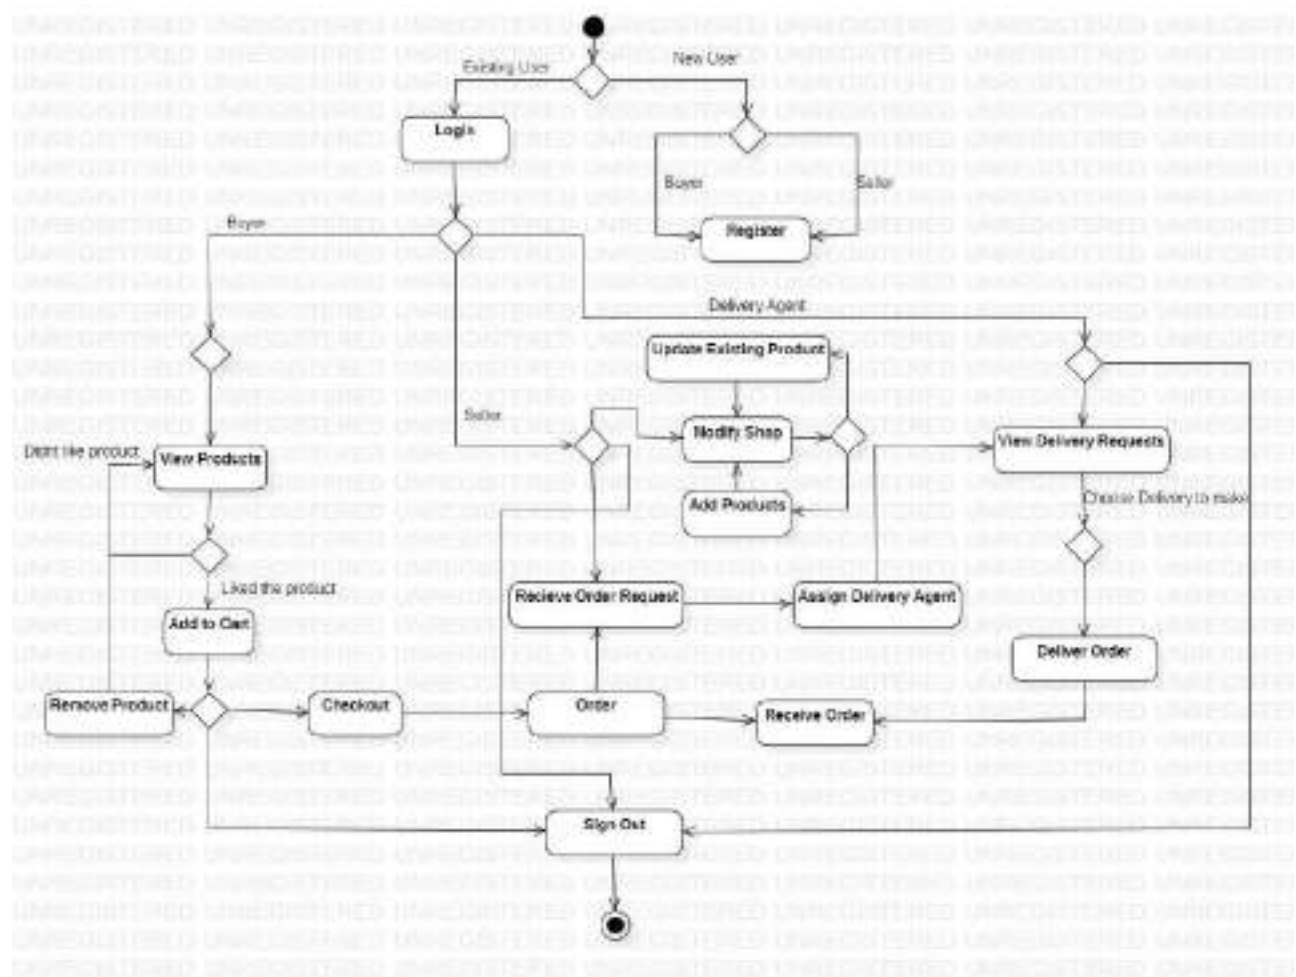 New User
Existing User
Login
Buyer
Seller
Buyer
Register
Delivery Agent
Update Existing Product
Seller
Modify Shop
View Delivery Requests
Didnt like product
View Products
Choose Delivery to make
Add Products
Liked the product
Recieve Order Request
Assign Delivery Agent
Add to Cart
Deliver Order
Remove Product
Checkout
Order
Receive Order
Sign Out
UNREGISTERED